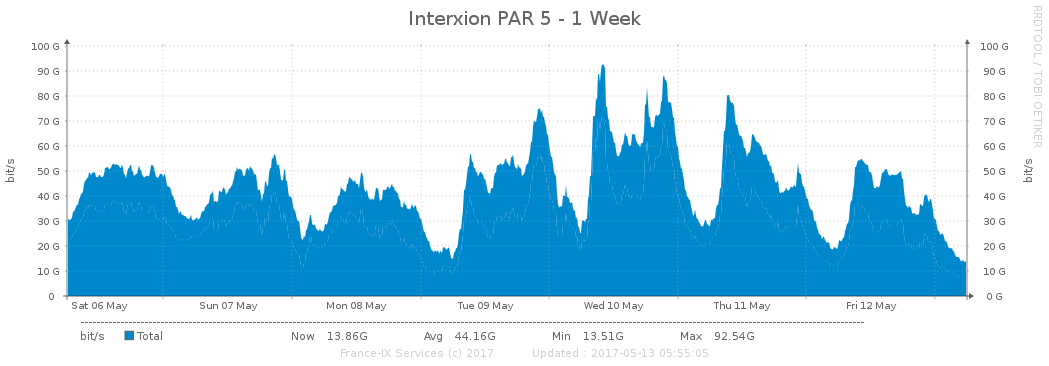 Interxion PAR 5 - 1 Week
RRDTOOL / TOBI OETIKER
bit/s
100 G
90 G
80 G
70 G
60 G
50 G
40 G
30 G
20 G
10 G
0
100 G
90 G
80 G
70 G
60 G
50 G
40 G
30 G
20 G
10 G
0 G
bit/s
Sat 06 May Sun 07 May Mon 08 May Tue 09 May Wed 10 May Thu 11 May Fri 12 May
bit/s Total Now 13.86G Avg 44.16G Min 13.51G Max 92.54G
France-IX Services (c) 2017 Updated : 2017-05-13 05:55:05